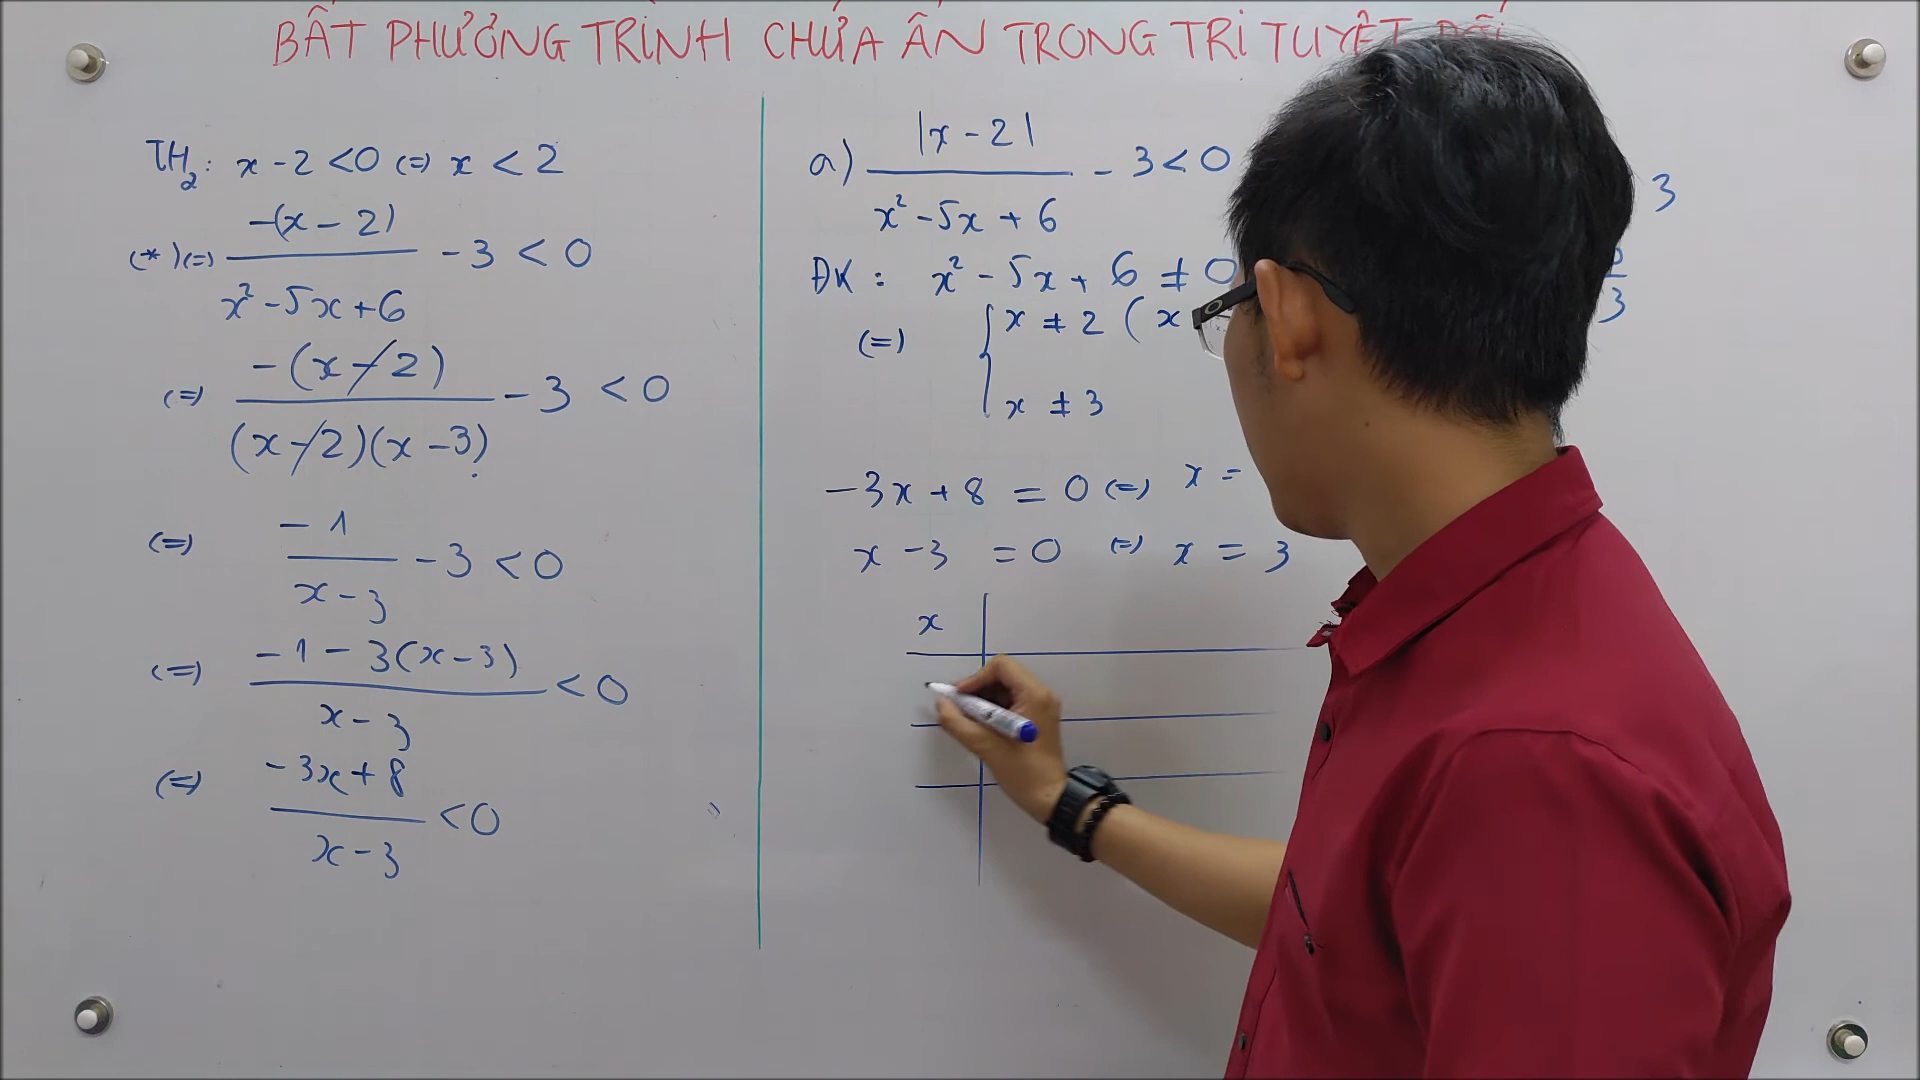 BẤT PHƯƠNG TRÌNH CHỨA ẨN TRONG TRỊ TUYỆT
TH2: x - 2 < 0 (=) x < 2
(*) (=) -(x - 2) / x² - 5x + 6 - 3 < 0
(=) -(x - 2) / (x - 2)(x - 3) - 3 < 0
(=) -1 / x - 3 - 3 < 0
(=) -1 - 3(x - 3) / x - 3 < 0
(=) -3x + 8 / x - 3 < 0
a) |x - 2| / x² - 5x + 6 - 3 < 0
3
ĐK : x² - 5x + 6 ≠ 0
3
(=) { x ≠ 2 ( x
x ≠ 3
-3x + 8 = 0 (=) x =
x - 3 = 0 (=) x = 3
x